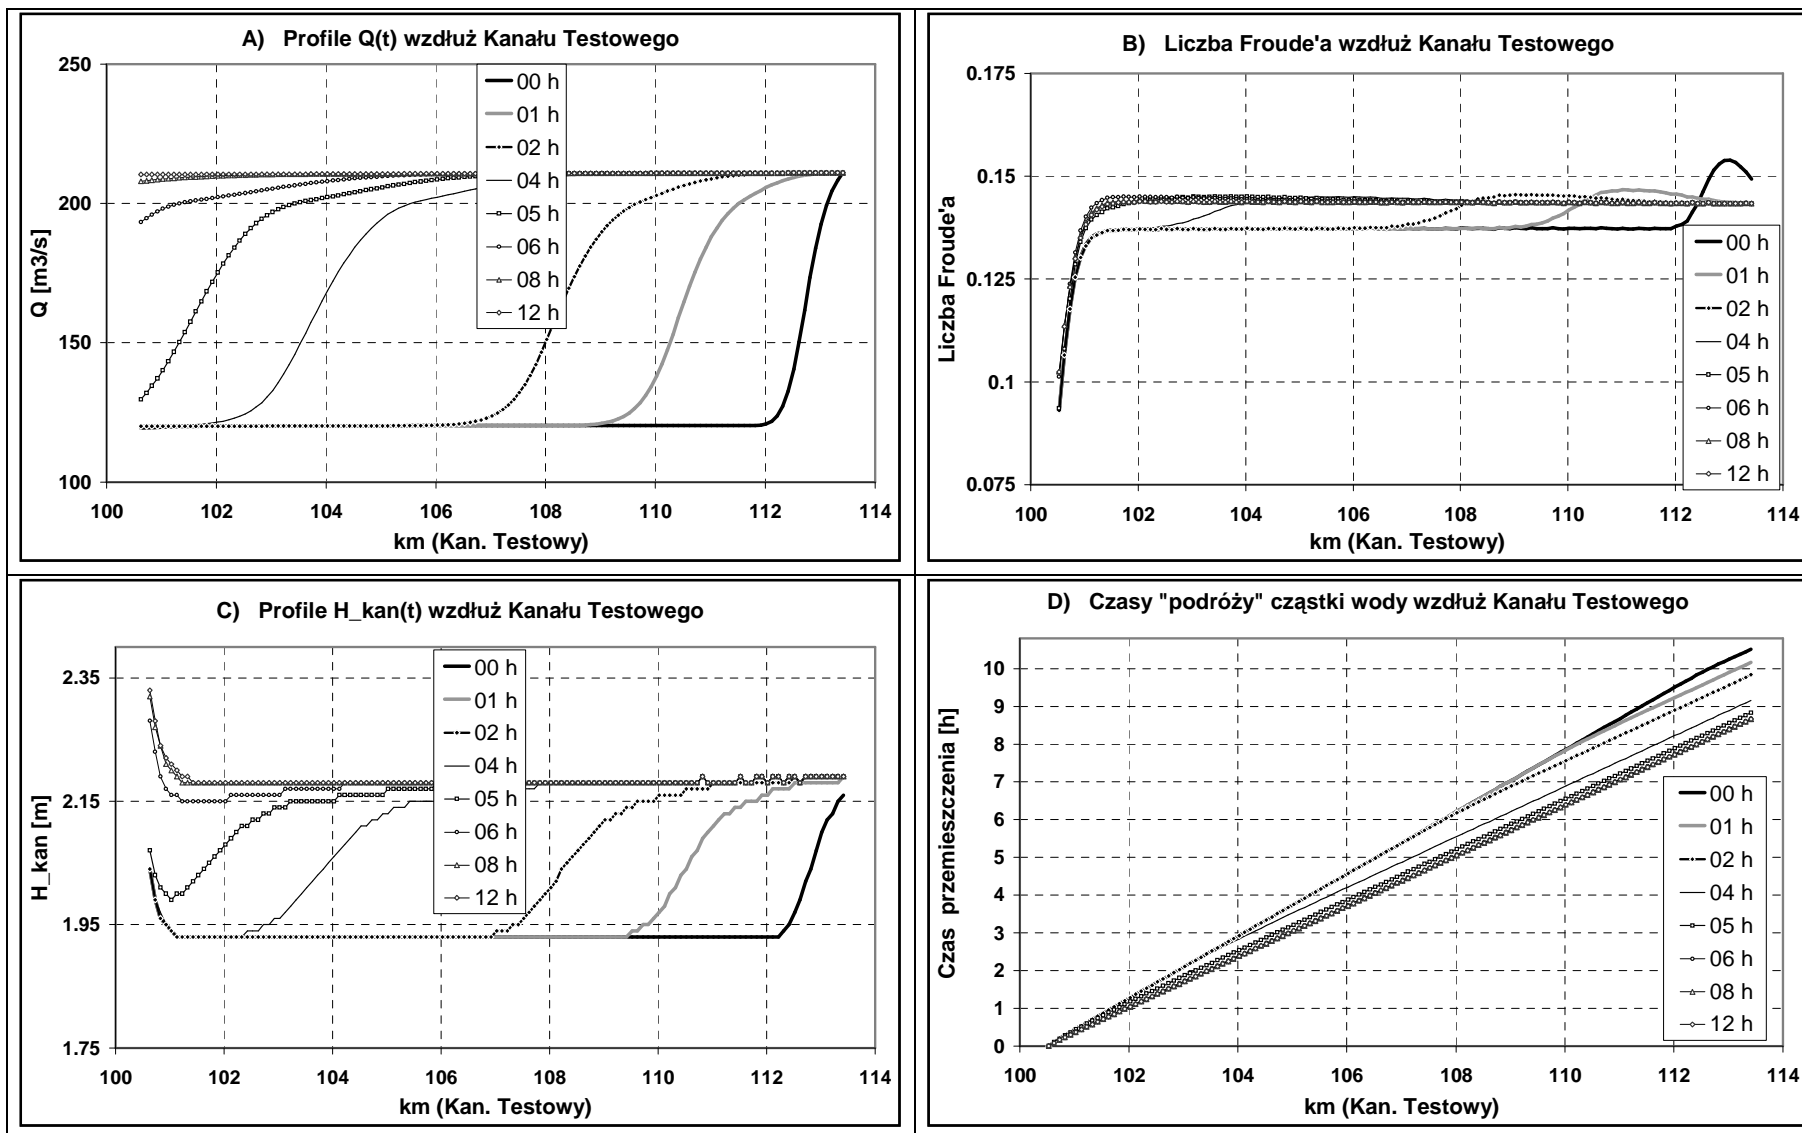 A) Profile Q(t) wzdłuż Kanału Testowego
250
200
150
100
Q [m3/s]
00 h
01 h
02 h
04 h
05 h
06 h
08 h
12 h
100 102 104 106 108 110 112 114
km (Kan. Testowy)
B) Liczba Froude'a wzdłuż Kanału Testowego
0.175
0.15
0.125
0.1
0.075
Liczba Froude'a
00 h
01 h
02 h
04 h
05 h
06 h
08 h
12 h
100 102 104 106 108 110 112 114
km (Kan. Testowy)
C) Profile H_kan(t) wzdłuż Kanału Testowego
2.35
2.15
1.95
1.75
H_kan [m]
00 h
01 h
02 h
04 h
05 h
06 h
08 h
12 h
100 102 104 106 108 110 112 114
km (Kan. Testowy)
D) Czasy "podróży" cząstki wody wzdłuż Kanału Testowego
10
9
8
7
6
5
4
3
2
1
0
Czas przemieszczenia [h]
00 h
01 h
02 h
04 h
05 h
06 h
08 h
12 h
100 102 104 106 108 110 112 114
km (Kan. Testowy)